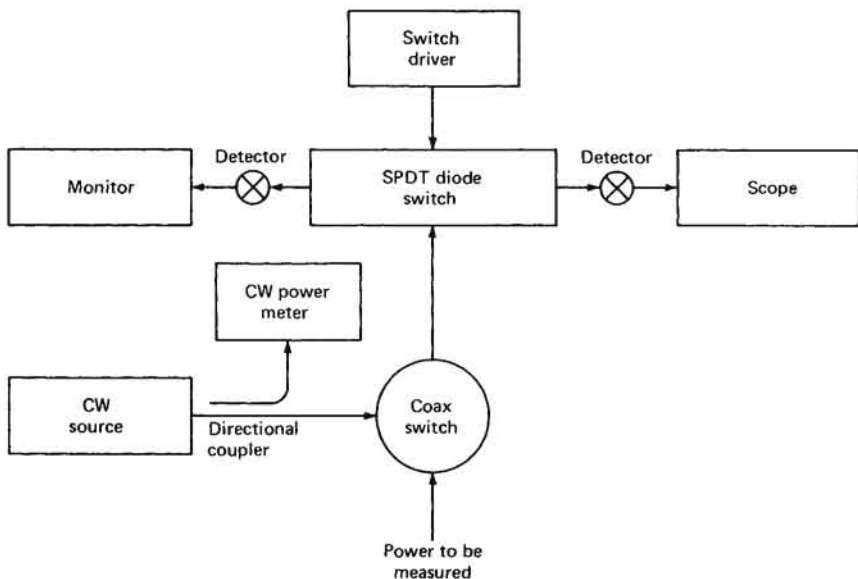 Switch
driver
Detector
Detector
Monitor
SPDT diode
switch
Scope
CW power
meter
CW
source
Directional
coupler
Coax
switch
Power to be
measured